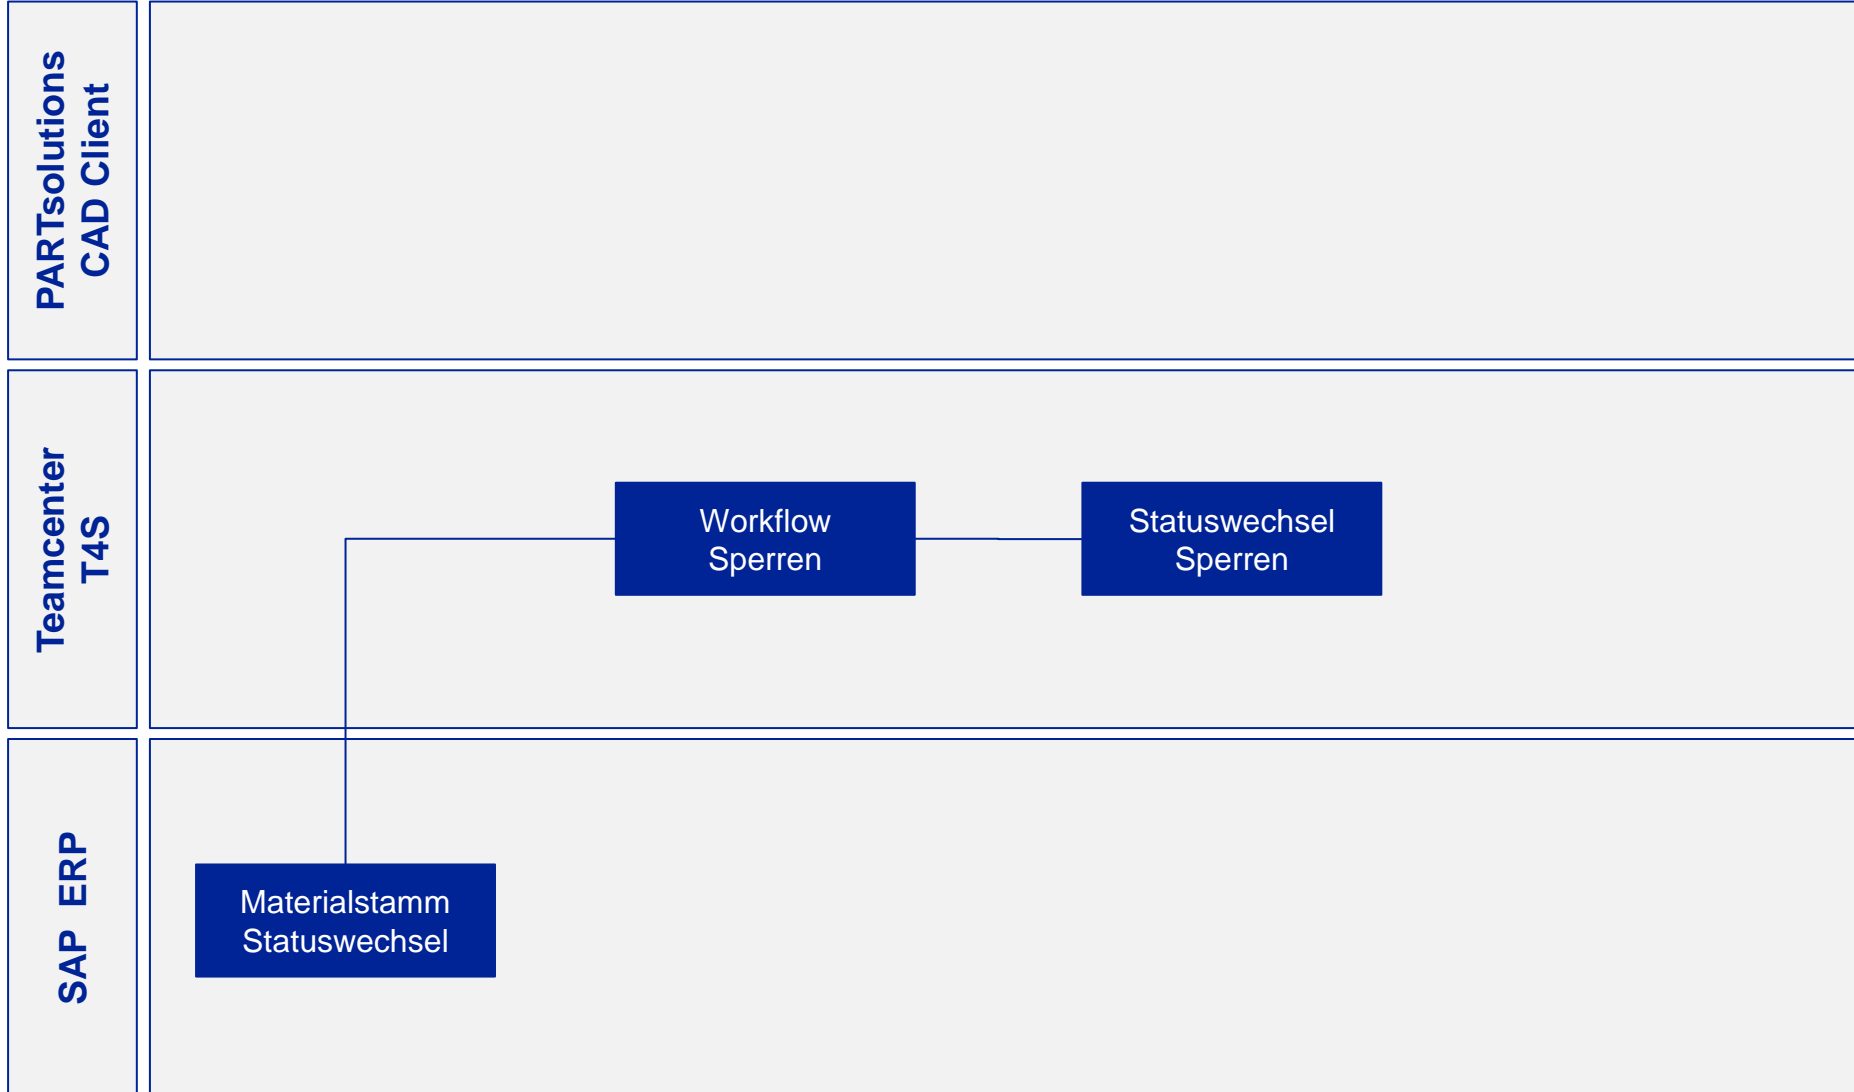 PARTsolutions
CAD Client
Teamcenter
T4S
Workflow
Sperren
Statuswechsel
Sperren
SAP ERP
Materialstamm
Statuswechsel